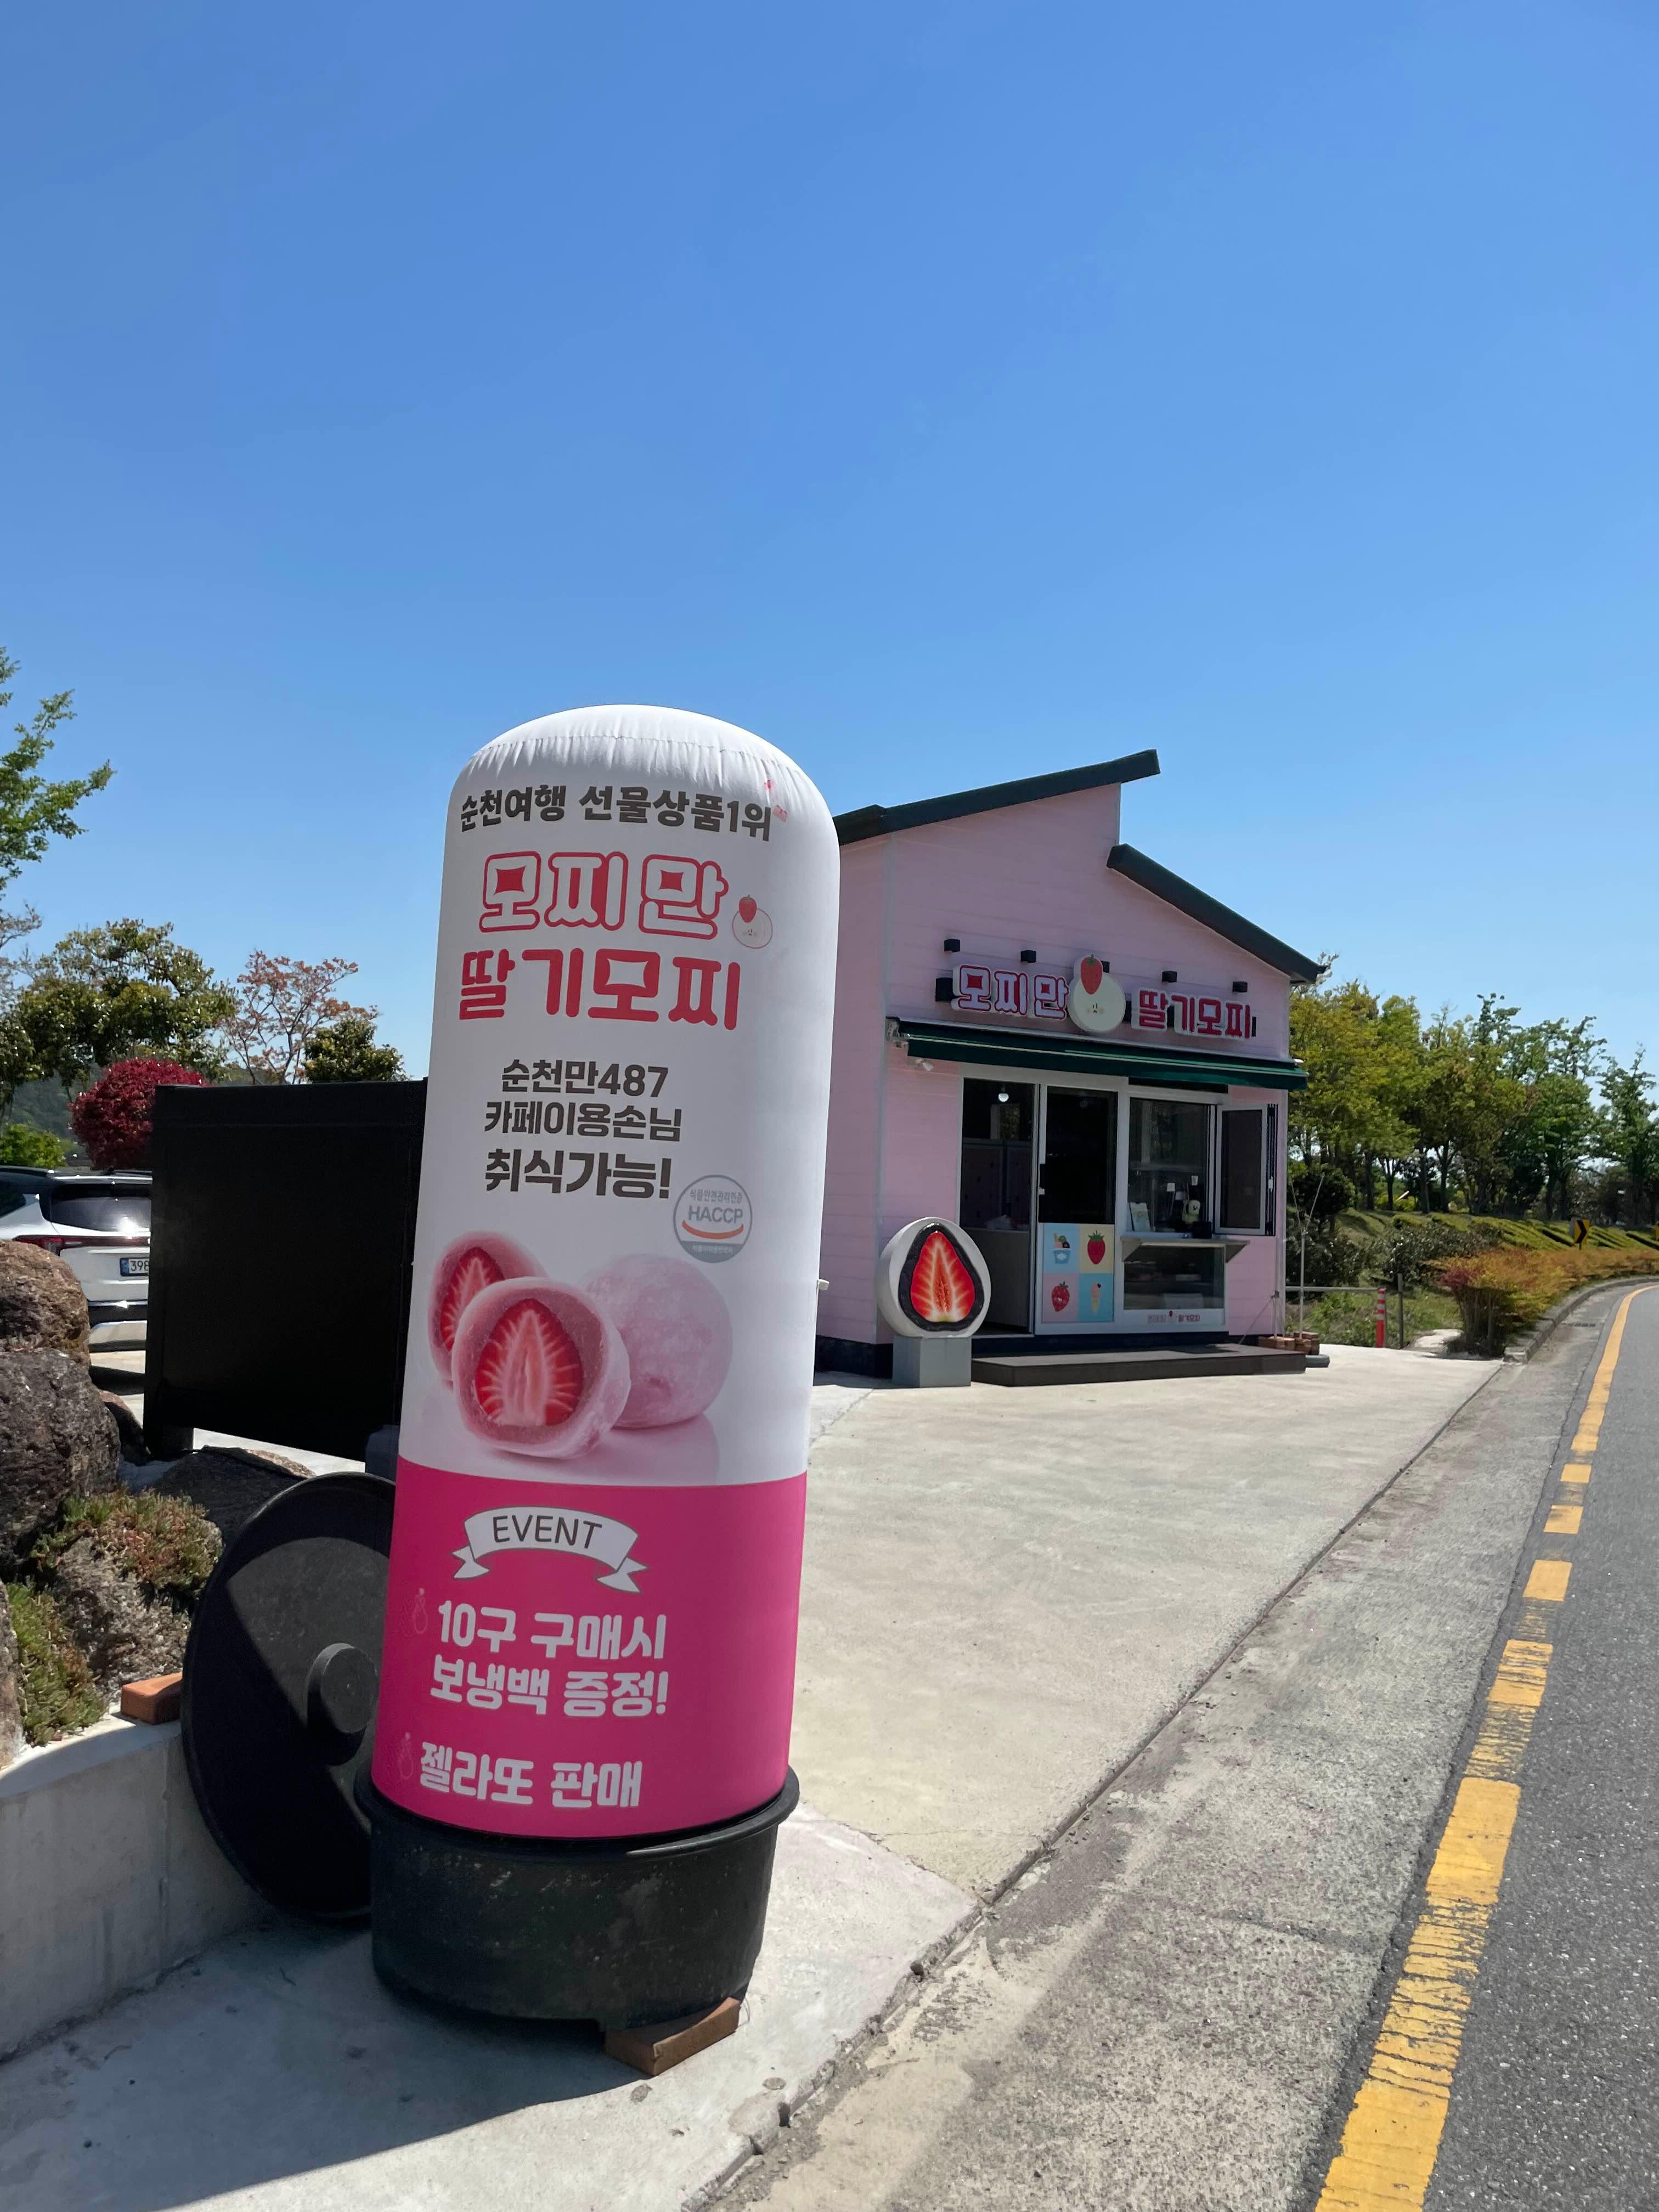 순천여행 선물상품1위
모찌만
딸기모찌
순천만487
카페이용손님
취식가능!
HACCP
EVENT
10구 구매시
보냉백 증정!
젤라또 판매
모찌만 딸기모찌
398